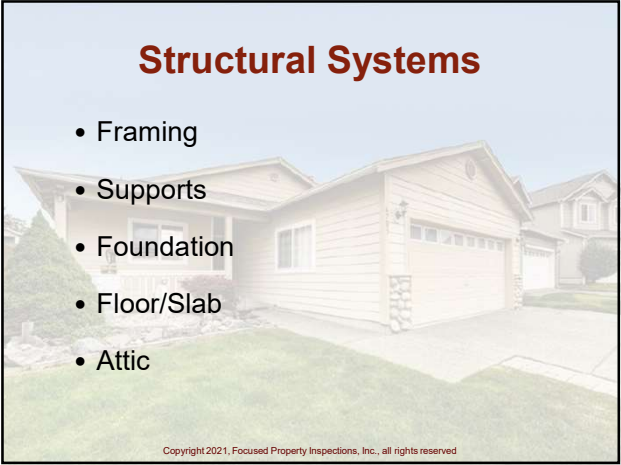 Structural Systems
• Framing
• Supports
• Foundation
• Floor/Slab
• Attic
Copyright 2021, Focused Property Inspections, Inc., all rights reserved